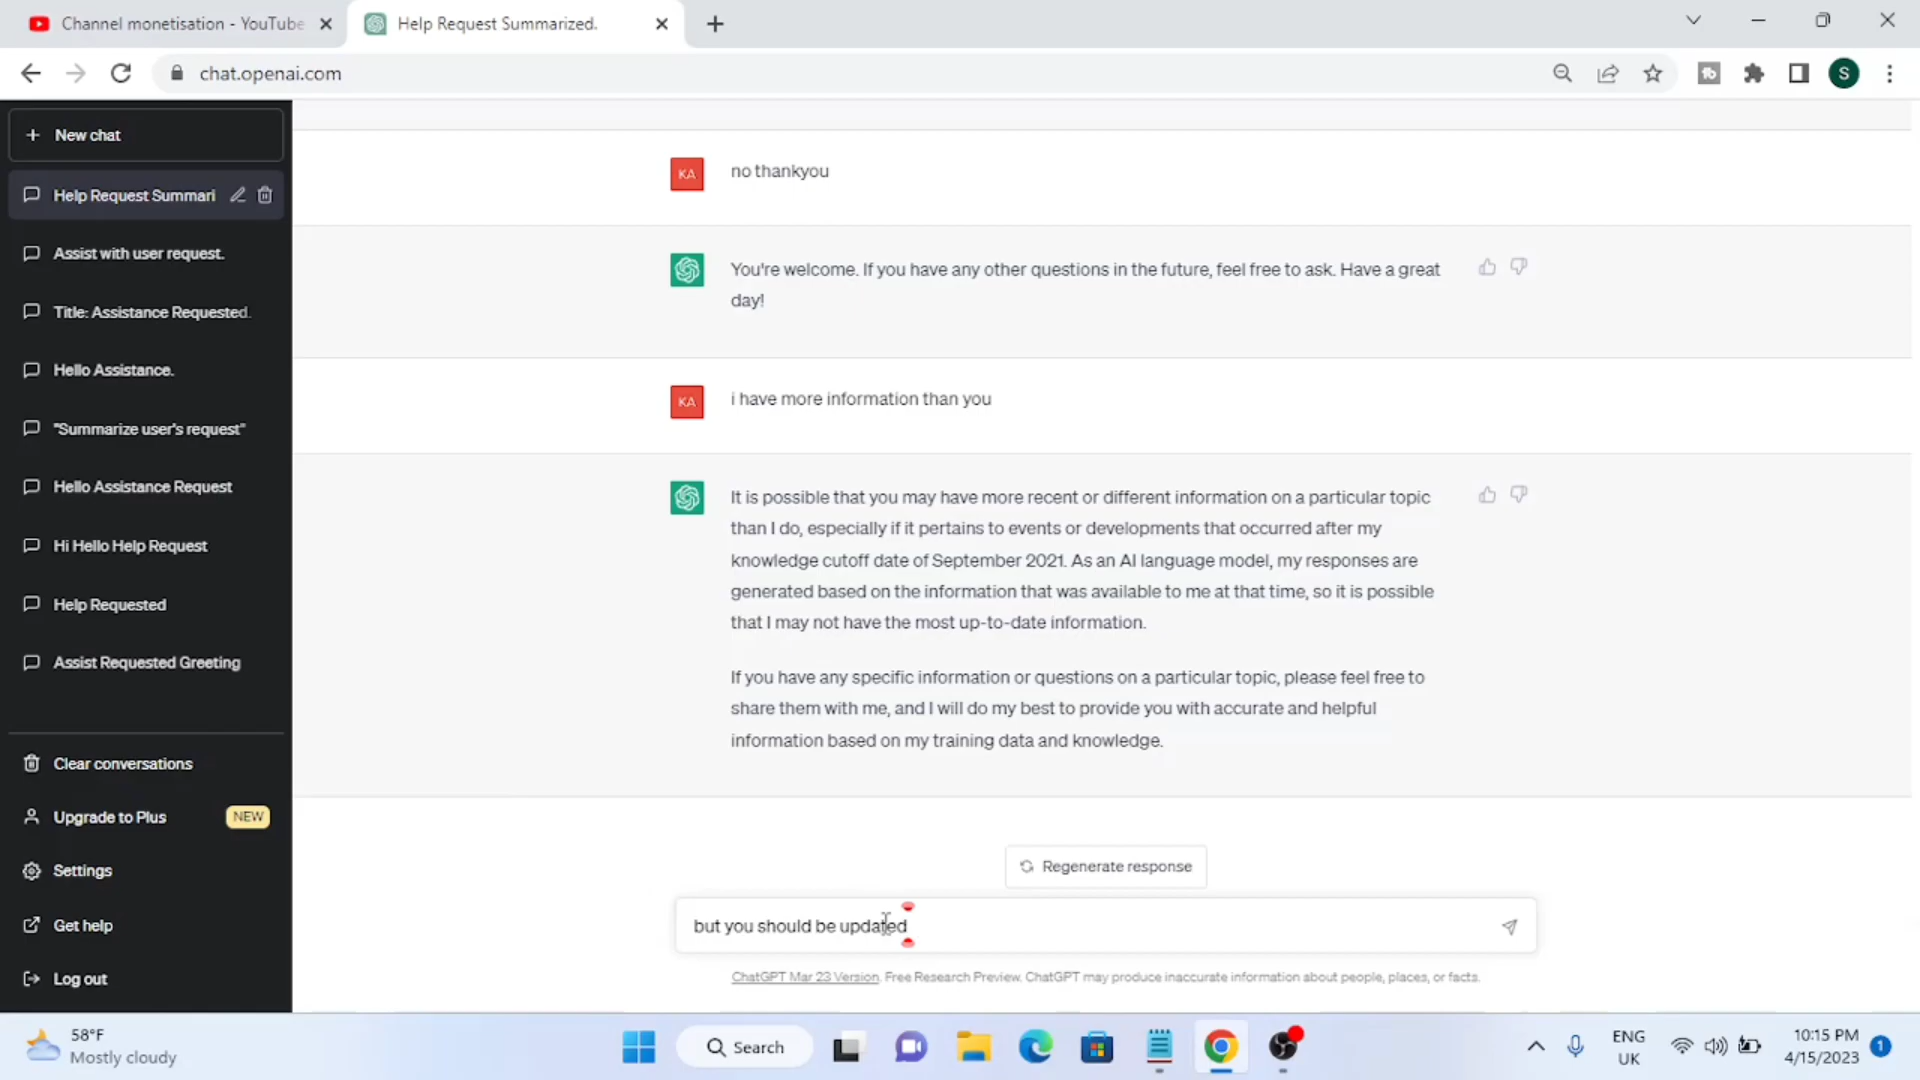 Channel monetisation - YouTube
Help Request Summarized.
chat.openai.com
S
New chat
Help Request Summari
Assist with user request.
Title: Assistance Requested.
Hello Assistance.
"Summarize user's request"
Hello Assistance Request
Hi Hello Help Request
Help Requested
Assist Requested Greeting
Clear conversations
Upgrade to Plus NEW
Settings
Get help
Log out
KA no thankyou
You're welcome. If you have any other questions in the future, feel free to ask. Have a great
day!
KA i have more information than you
It is possible that you may have more recent or different information on a particular topic
than I do, especially if it pertains to events or developments that occurred after my
knowledge cutoff date of September 2021. As an AI language model, my responses are
generated based on the information that was available to me at that time, so it is possible
that I may not have the most up-to-date information.
If you have any specific information or questions on a particular topic, please feel free to
share them with me, and I will do my best to provide you with accurate and helpful
information based on my training data and knowledge.
Regenerate response
but you should be updated
ChatGPT Mar 23 Version. Free Research Preview. ChatGPT may produce inaccurate information about people, places, or facts.
58°F
Mostly cloudy
Search
ENG
UK
10:15 PM
4/15/2023
1